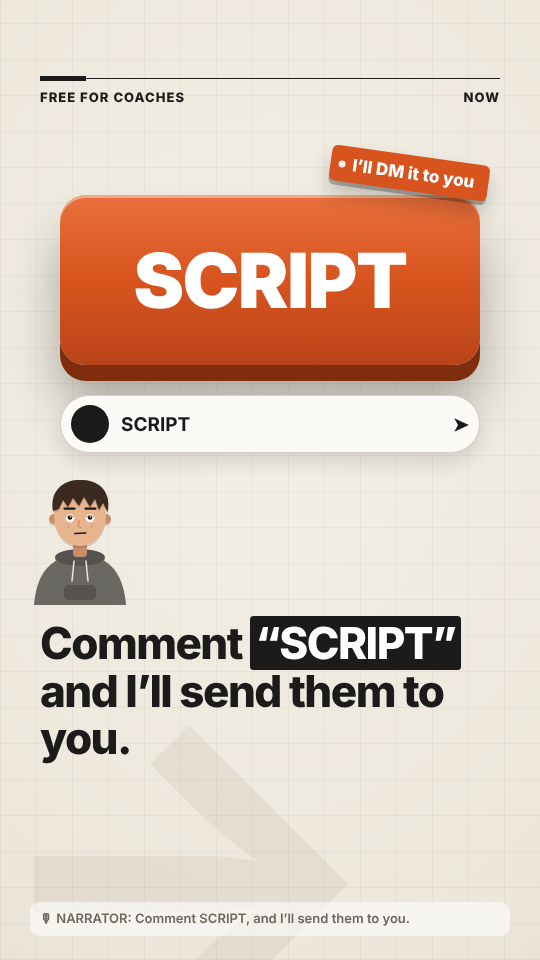 FREE FOR COACHES
NOW
I’ll DM it to you
SCRIPT
SCRIPT
Comment “SCRIPT”
and I’ll send them to
you.
NARRATOR: Comment SCRIPT, and I’ll send them to you.